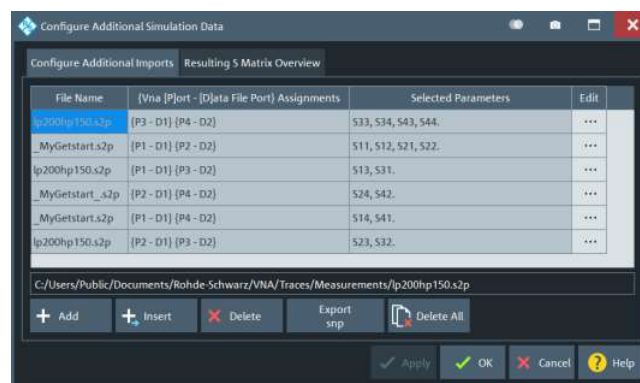 Configure Additional Simulation Data
Configure Additional Imports Resulting S Matrix Overview
File Name {Vna [P]ort - [D]ata File Port} Assignments Selected Parameters Edit
lp200hp150.s2p {P3 - D1} {P4 - D2} S33, S34, S43, S44. ...
_MyGetstart.s2p {P1 - D1} {P2 - D2} S11, S12, S21, S22. ...
lp200hp150.s2p {P1 - D1} {P3 - D2} S13, S31. ...
_MyGetstart_.s2p {P2 - D1} {P4 - D2} S24, S42. ...
_MyGetstart.s2p {P1 - D1} {P4 - D2} S14, S41. ...
lp200hp150.s2p {P2 - D1} {P3 - D2} S23, S32. ...
C:/Users/Public/Documents/Rohde-Schwarz/VNA/Traces/Measurements/lp200hp150.s2p
Add Insert Delete Export snp Delete All
Apply OK Cancel ? Help